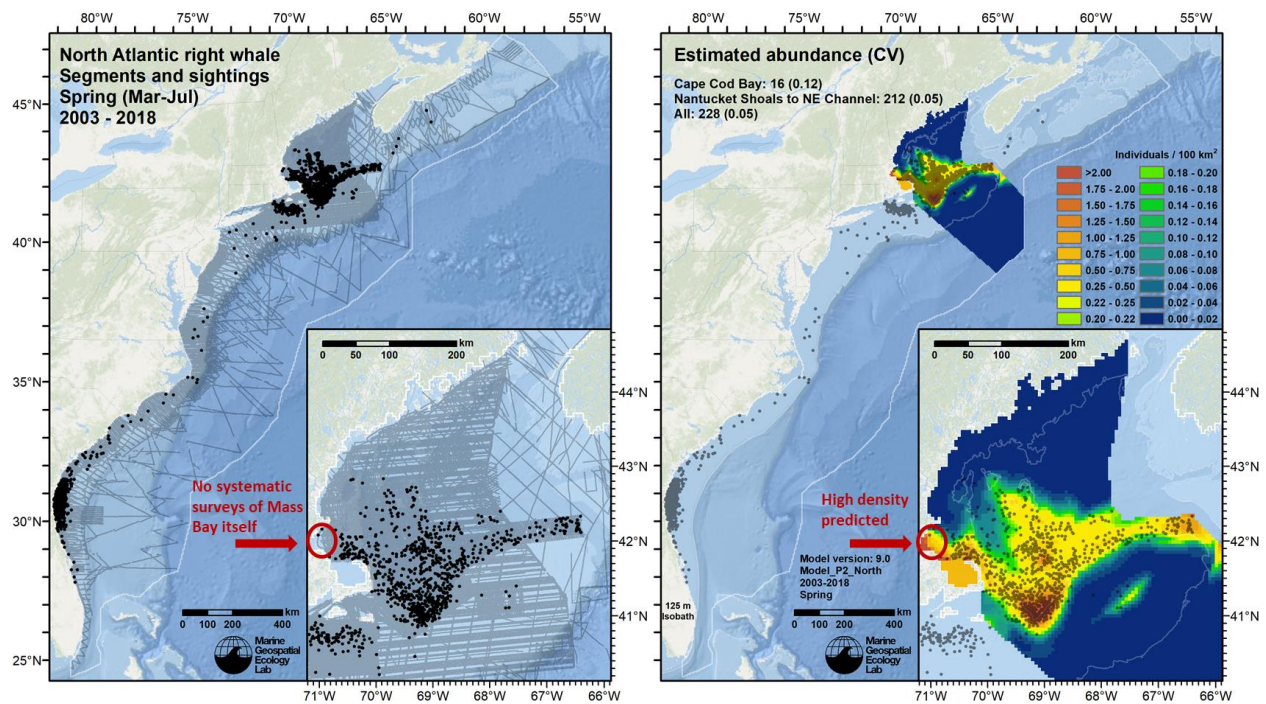 80°W 75°W 70°W 65°W 60°W 55°W
North Atlantic right whale
Segments and sightings
Spring (Mar-Jul)
2003 - 2018
45°N
40°N
35°N
30°N
25°N
0 50 100 200 km
44°N
43°N
42°N
41°N
No systematic
surveys of Mass
Bay itself
0 100 200 400 km
Marine
Geospatial
Ecology
Lab
71°W 70°W 69°W 68°W 67°W 66°W
80°W 75°W 70°W 65°W 60°W 55°W
Estimated abundance (CV)
Cape Cod Bay: 16 (0.12)
Nantucket Shoals to NE Channel: 212 (0.05)
All: 228 (0.05)
Individuals / 100 km²
>2.00 0.18 - 0.20
1.75 - 2.00 0.16 - 0.18
1.50 - 1.75 0.14 - 0.16
1.25 - 1.50 0.12 - 0.14
1.00 - 1.25 0.10 - 0.12
0.75 - 1.00 0.08 - 0.10
0.50 - 0.75 0.06 - 0.08
0.25 - 0.50 0.04 - 0.06
0.22 - 0.25 0.02 - 0.04
0.20 - 0.22 0.00 - 0.02
45°N
40°N
35°N
30°N
25°N
0 50 100 200 km
44°N
43°N
42°N
41°N
High density
predicted
Model version: 9.0
Model_P2_North
2003-2018
Spring
125 m
Isobath
0 100 200 400 km
Marine
Geospatial
Ecology
Lab
71°W 70°W 69°W 68°W 67°W 66°W